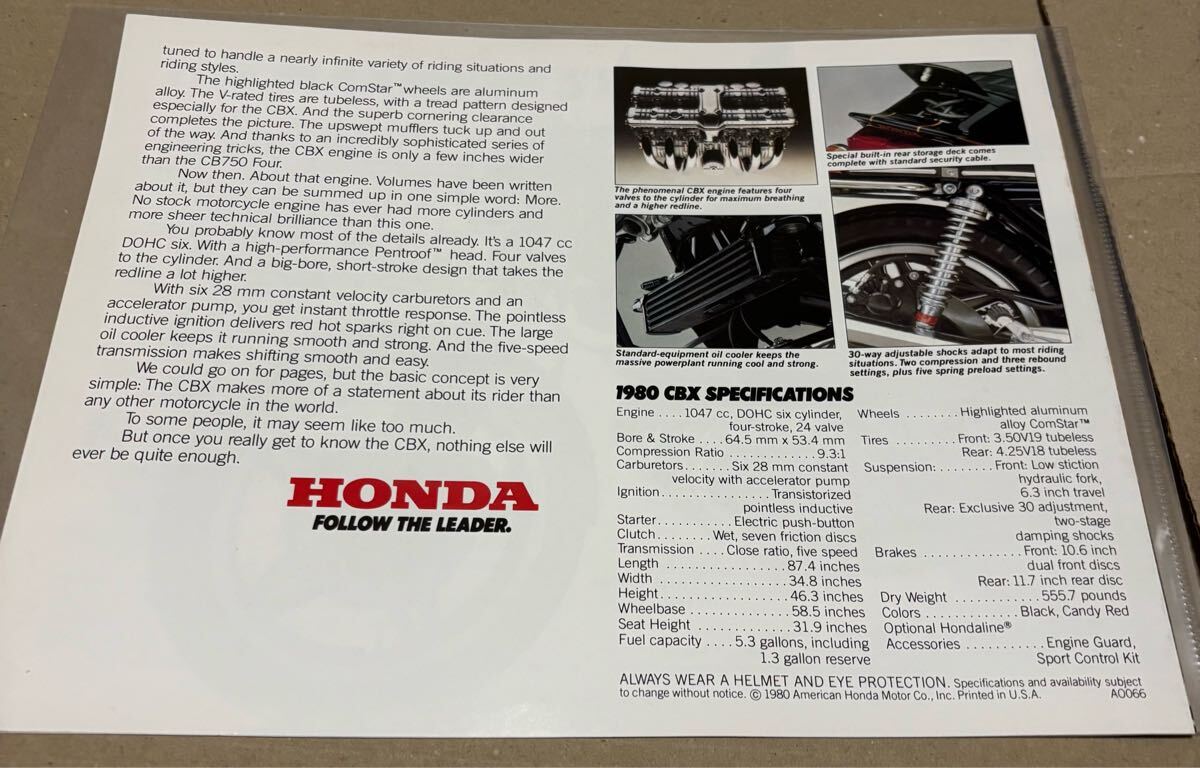 tuned to handle a nearly infinite variety of riding situations and
riding styles.
The highlighted black ComStar™ wheels are aluminum
alloy. The V-rated tires are tubeless, with a tread pattern designed
especially for the CBX. And the superb cornering clearance
completes the picture. The upswept mufflers tuck up and out
of the way. And thanks to an incredibly sophisticated series of
engineering tricks, the CBX engine is only a few inches wider
than the CB750 Four.
Now then. About that engine. Volumes have been written
about it, but they can be summed up in one simple word: More.
No stock motorcycle engine has ever had more cylinders and
more sheer technical brilliance than this one.
You probably know most of the details already. It's a 1047 cc
DOHC six. With a high-performance Pentroof™ head. Four valves
to the cylinder. And a big-bore, short-stroke design that takes the
redline a lot higher.
With six 28 mm constant velocity carburetors and an
accelerator pump, you get instant throttle response. The pointless
inductive ignition delivers red hot sparks right on cue. The large
oil cooler keeps it running smooth and strong. And the five-speed
transmission makes shifting smooth and easy.
We could go on for pages, but the basic concept is very
simple: The CBX makes more of a statement about its rider than
any other motorcycle in the world.
To some people, it may seem like too much.
But once you really get to know the CBX, nothing else will
ever be quite enough.
HONDA
FOLLOW THE LEADER.
The phenomenal CBX engine features four
valves to the cylinder for maximum breathing
and a higher redline.
Special built-in rear storage deck comes
complete with standard security cable.
Standard-equipment oil cooler keeps the
massive powerplant running cool and strong.
30-way adjustable shocks adapt to most riding
situations. Two compression and three rebound
settings, plus five spring preload settings.
1980 CBX SPECIFICATIONS
Engine .... 1047 cc, DOHC six cylinder,
four-stroke, 24 valve
Bore & Stroke .... 64.5 mm x 53.4 mm
Compression Ratio ............. 9.3:1
Carburetors ....... Six 28 mm constant
velocity with accelerator pump
Ignition ................ Transistorized
pointless inductive
Starter ........... Electric push-button
Clutch ........ Wet, seven friction discs
Transmission .... Close ratio, five speed
Length .................. 87.4 inches
Width ................... 34.8 inches
Height ................... 46.3 inches
Wheelbase ............... 58.5 inches
Seat Height .............. 31.9 inches
Fuel capacity .... 5.3 gallons, including
1.3 gallon reserve
Wheels ........ Highlighted aluminum
alloy ComStar™
Tires ......... Front: 3.50V19 tubeless
Rear: 4.25V18 tubeless
Suspension: ........ Front: Low stiction
hydraulic fork,
6.3 inch travel
Rear: Exclusive 30 adjustment,
two-stage
damping shocks
Brakes .............. Front: 10.6 inch
dual front discs
Rear: 11.7 inch rear disc
Dry Weight ............ 555.7 pounds
Colors ............. Black, Candy Red
Optional Hondaline®
Accessories ........... Engine Guard,
Sport Control Kit
ALWAYS WEAR A HELMET AND EYE PROTECTION. Specifications and availability subject
to change without notice. © 1980 American Honda Motor Co., Inc. Printed in U.S.A. A0066